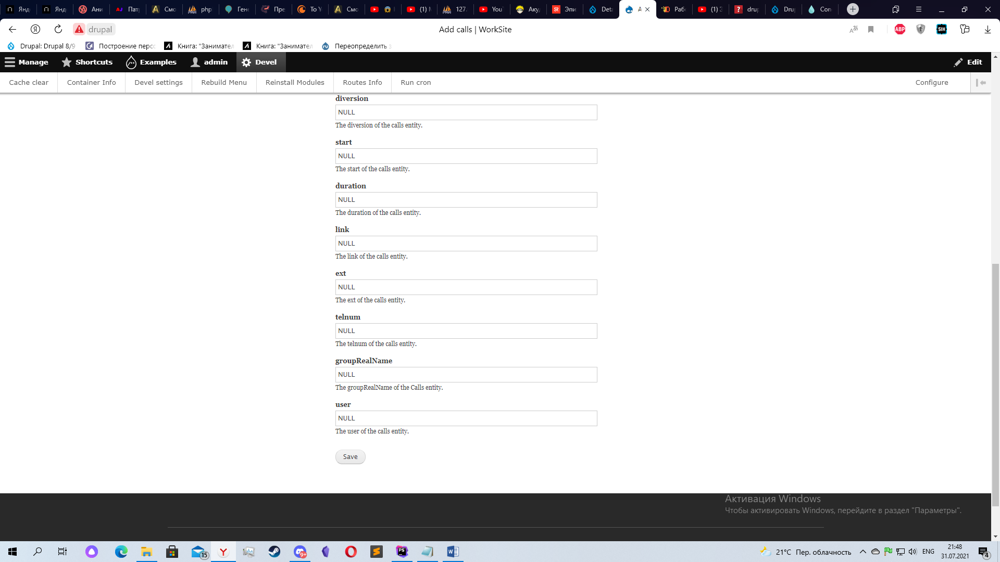 Янд
Янд
Ани
Пат
Смо
php
Ген
Пре
To Y
Смо
(1) М
127.
YouT
Аку
Эпи
Deta
A
Раб
(1) З
drup
Drup
Con
drupal
Add calls | WorkSite
Drupal: Drupal 8/9
Построение персо
Книга: "Занимател
Книга: "Занимател
Переопределить з
Manage
Shortcuts
Examples
admin
Devel
Edit
Cache clear
Container Info
Devel settings
Rebuild Menu
Reinstall Modules
Routes Info
Run cron
Configure
diversion
NULL
The diversion of the calls entity.
start
NULL
The start of the calls entity.
duration
NULL
The duration of the calls entity.
link
NULL
The link of the calls entity.
ext
NULL
The ext of the calls entity.
telnum
NULL
The telnum of the calls entity.
groupRealName
NULL
The groupRealName of the Calls entity.
user
NULL
The user of the calls entity.
Save
Активация Windows
Чтобы активировать Windows, перейдите в раздел "Параметры".
15
9+
21°C Пер. облачность
ENG
21:48
31.07.2021
4